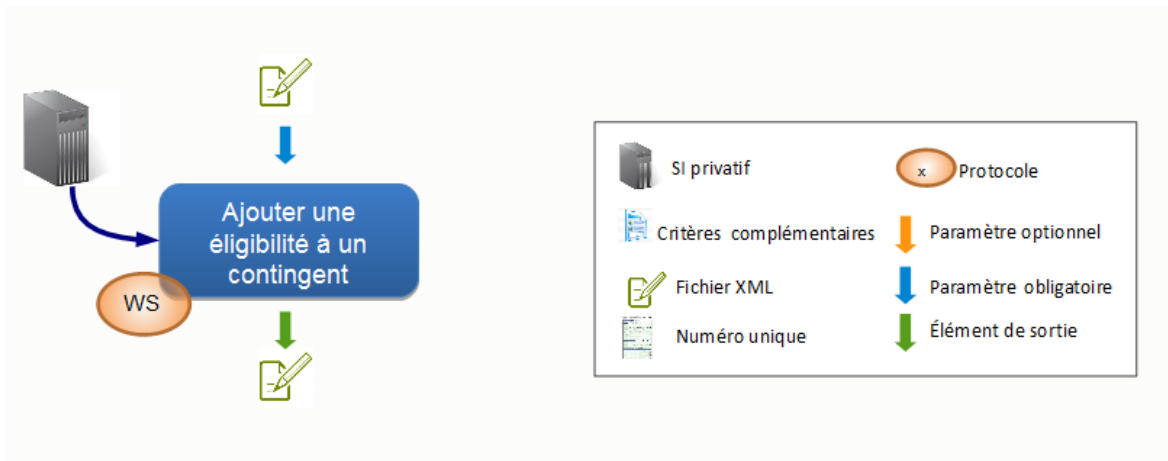 Ajouter une
éligibilité à un
contingent
WS
SI privatif
x
Protocole
Critères complémentaires
Paramètre optionnel
Fichier XML
Paramètre obligatoire
Numéro unique
Élément de sortie